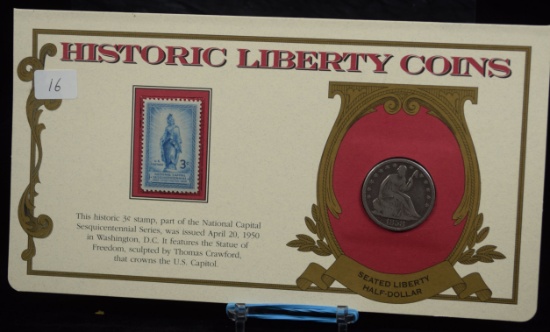 HISTORIC LIBERTY COINS
16
3¢
This historic 3¢ stamp, part of the National Capital
Sesquicentennial Series, was issued April 20, 1950
in Washington, D.C. It features the Statue of
Freedom, sculpted by Thomas Crawford,
that crowns the U.S. Capitol.
SEATED LIBERTY
HALF-DOLLAR